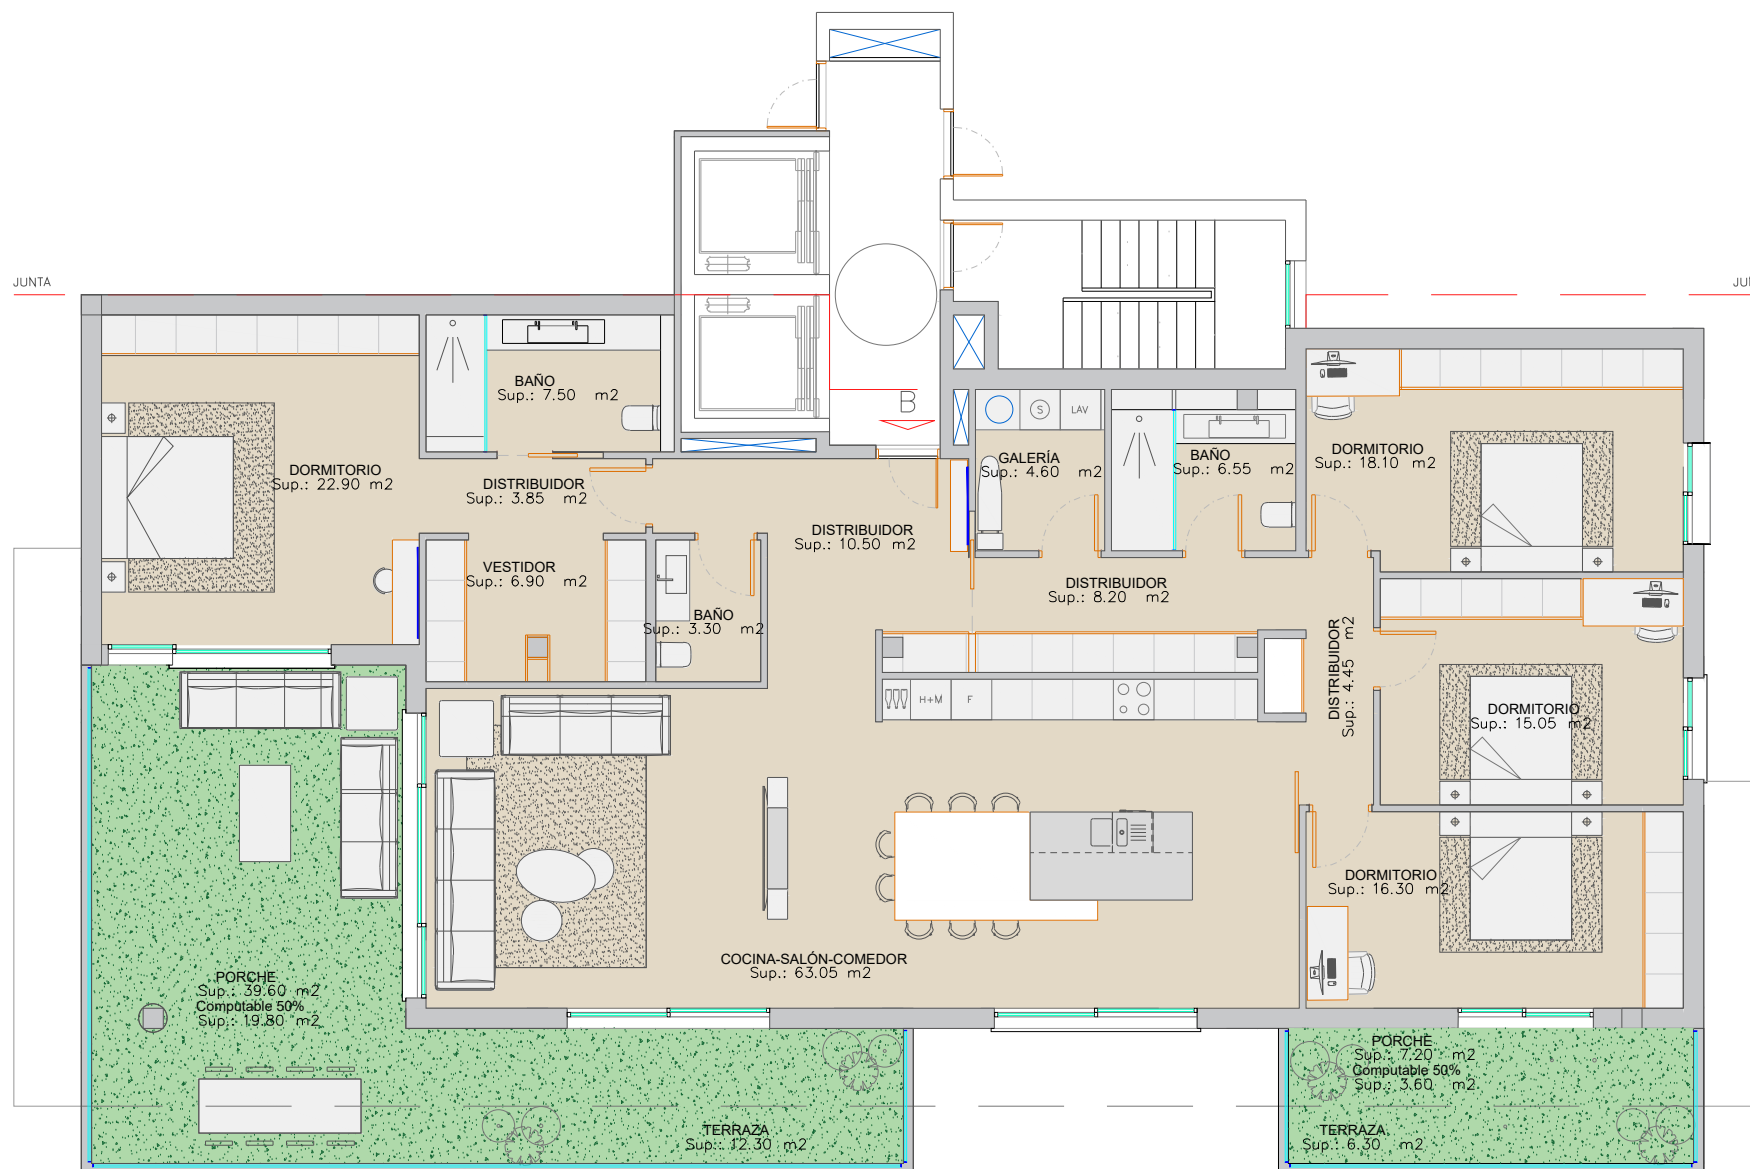 JUNTA
JUI
B
S
LAV
BAÑO
Sup.: 7.50 m2
DORMITORIO
Sup.: 22.90 m2
DISTRIBUIDOR
Sup.: 3.85 m2
GALERÍA
Sup.: 4.60 m2
BAÑO
Sup.: 6.55 m2
DORMITORIO
Sup.: 18.10 m2
DISTRIBUIDOR
Sup.: 10.50 m2
VESTIDOR
Sup.: 6.90 m2
BAÑO
Sup.: 3.30 m2
DISTRIBUIDOR
Sup.: 8.20 m2
DISTRIBUIDOR
Sup.: 4.45 m2
H+M
F
DORMITORIO
Sup.: 15.05 m2
DORMITORIO
Sup.: 16.30 m2
COCINA-SALÓN-COMEDOR
Sup.: 63.05 m2
PORCHE
Sup.: 39.60 m2
Computable 50%
Sup.: 19.80 m2
PORCHE
Sup.: 7.20 m2
Computable 50%
Sup.: 3.60 m2
TERRAZA
Sup.: 12.30 m2
TERRAZA
Sup.: 6.30 m2